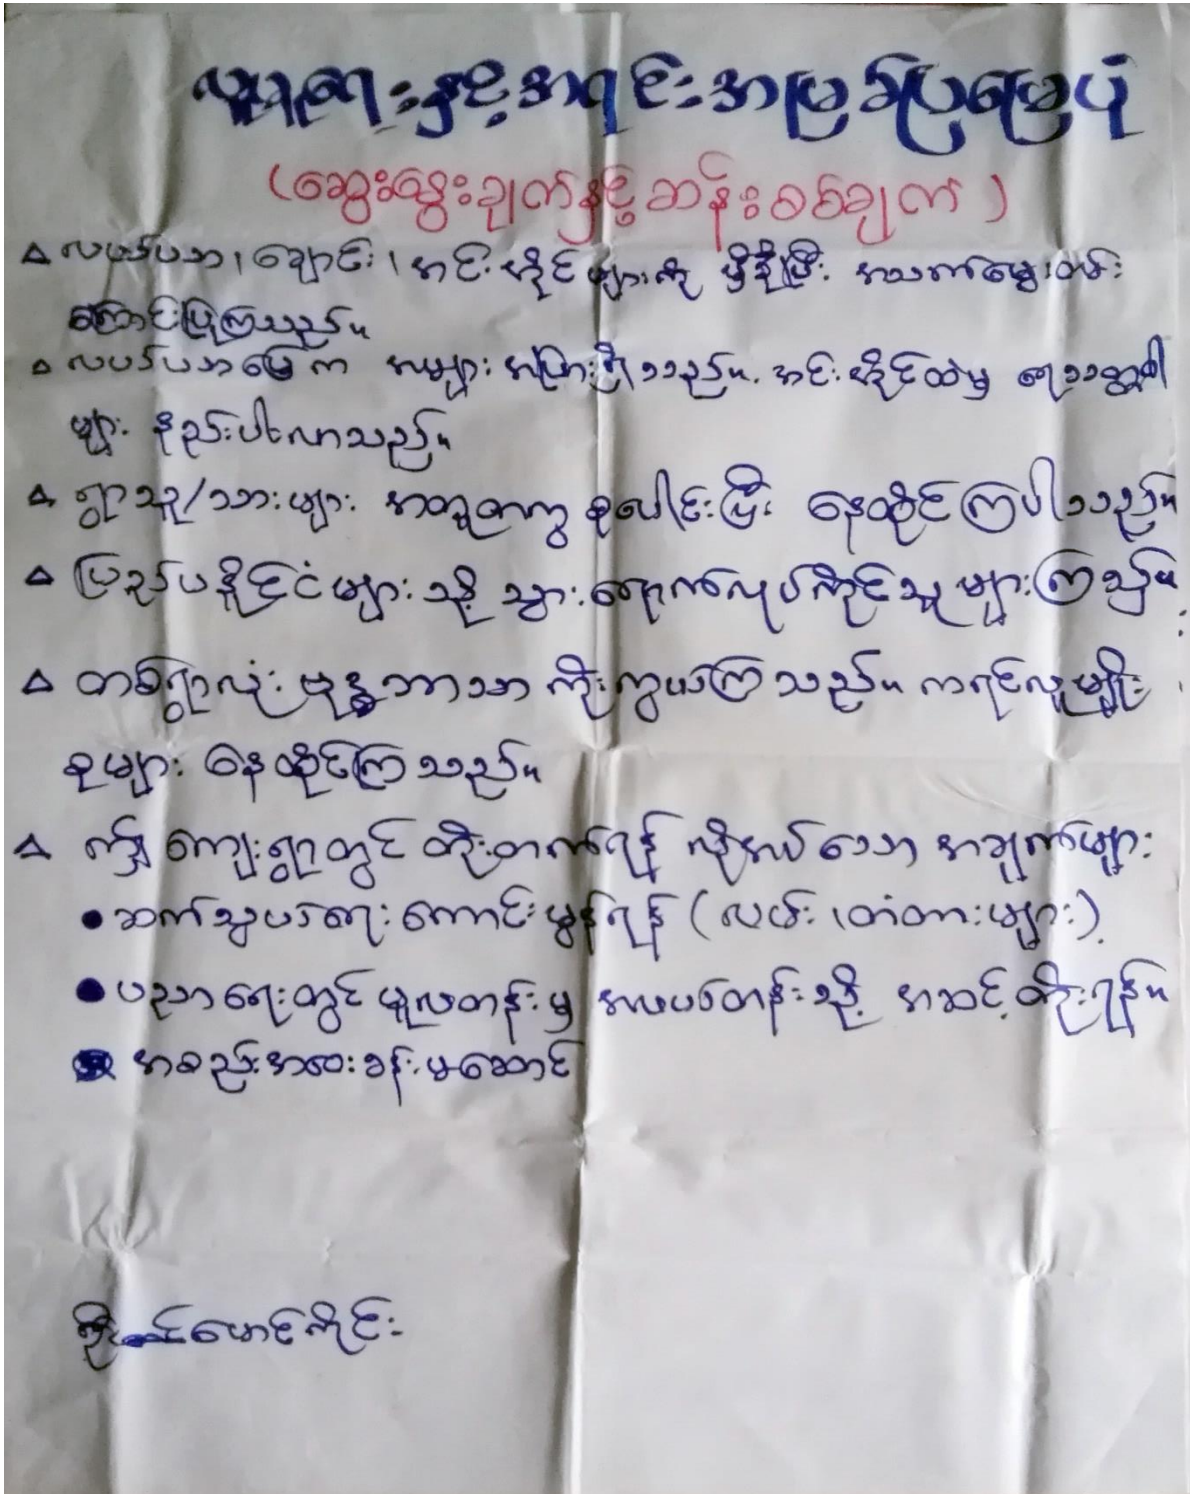 လူမှုရေးနှင့်အရင်းအမြစ်ပြမြေပုံ
(ဆွေးနွေးချက်နှင့်ဆန်းစစ်ချက်)
လယ်ယာ၊ ချောင်း၊ အင်းအိုင်များကို မှီခိုပြီး အသက်မွေးဝမ်း
ကြောင်းပြုကြသည်။
လယ်ယာမြေက အများအပြားရှိသည်။ အင်းအိုင်ထဲမှ ရေသတ္တဝါ
များ နည်းပါးလာသည်။
ရွာသူ/သားများ အတူတကွ စုပေါင်းပြီး နေထိုင်ကြပါသည်။
ပြည်ပနိုင်ငံများသို့ သွားရောက်လုပ်ကိုင်သူများကြသည်။
တစ်ရွာလုံး ဗုဒ္ဓဘာသာ ကိုးကွယ်ကြသည်။ ကရင်လူမျိုး
စုများ နေထိုင်ကြသည်။
ဤကျေးရွာတွင် တိုးတက်ရန် လိုအပ်သော အချက်များ
ဆက်သွယ်ရေးကောင်းမွန်ရန် (လမ်း၊တံတားများ)
ပညာရေးတွင် မူလတန်းမှ အလယ်တန်းသို့ အဆင့်တိုးရန်။
အစည်းအဝေးခန်းမဆောင်
ကိုမောင်ကိုင်း